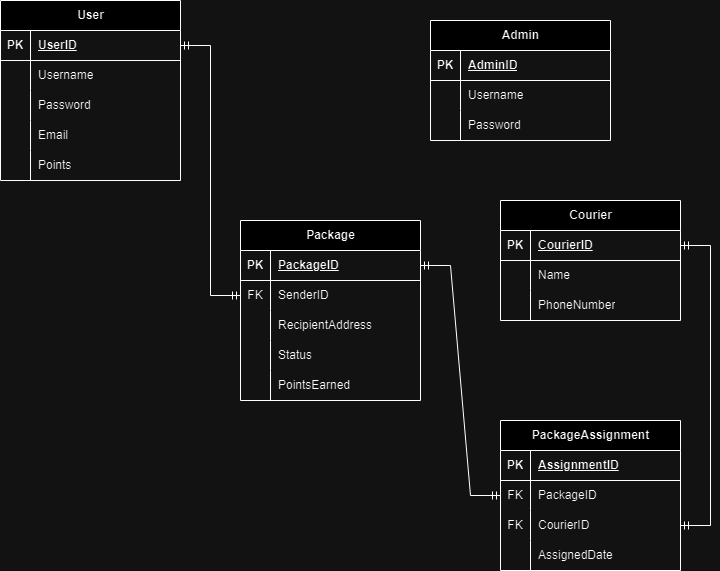 User
PK UserID
Username
Password
Email
Points
Admin
PK AdminID
Username
Password
Package
PK PackageID
FK SenderID
RecipientAddress
Status
PointsEarned
Courier
PK CourierID
Name
PhoneNumber
PackageAssignment
PK AssignmentID
FK PackageID
FK CourierID
AssignedDate